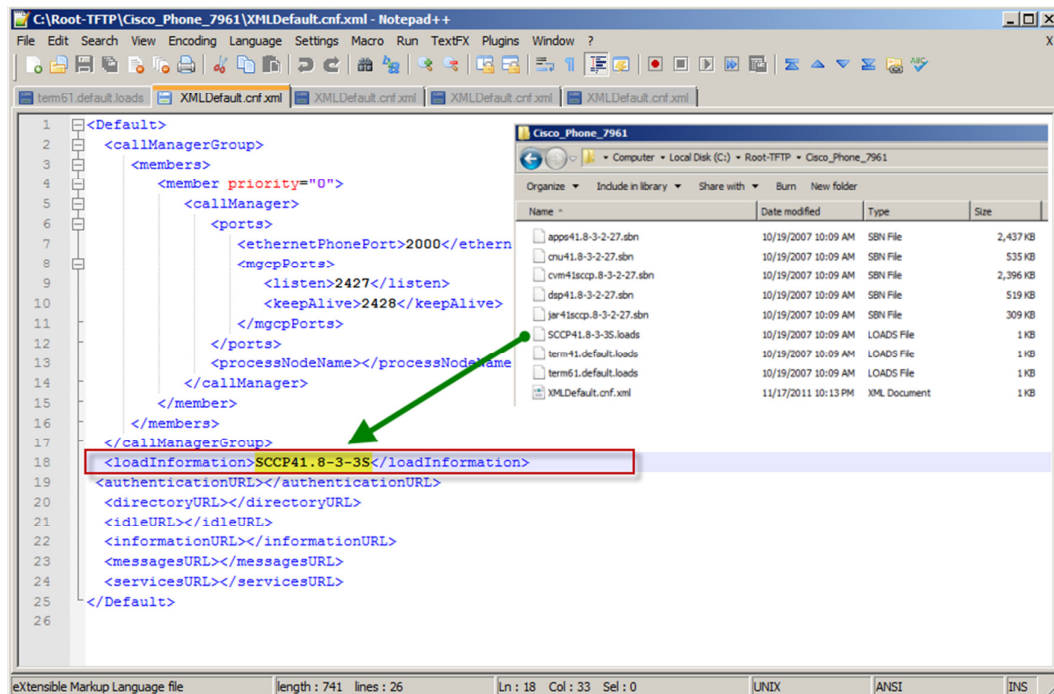 C:\Root-TFTP\Cisco_Phone_7961\XMLDefault.cnf.xml - Notepad++
File Edit Search View Encoding Language Settings Macro Run TextFX Plugins Window ? X
term61.default.loads XMLDefault.cnf.xml XMLDefault.cnf.xml XMLDefault.cnf.xml XMLDefault.cnf.xml
1 <Default>
2 <callManagerGroup>
3 <members>
4 <member priority="0">
5 <callManager>
6 <ports>
7 <ethernetPhonePort>2000</ethern
8 <mgcpPorts>
9 <listen>2427</listen>
10 <keepAlive>2428</keepAlive>
11 </mgcpPorts>
12 </ports>
13 <processNodeName></processNodeName
14 </callManager>
15 </member>
16 </members>
17 </callManagerGroup>
18 <loadInformation>SCCP41.8-3-3S</loadInformation>
19 <authenticationURL></authenticationURL>
20 <directoryURL></directoryURL>
21 <idleURL></idleURL>
22 <informationURL></informationURL>
23 <messagesURL></messagesURL>
24 <servicesURL></servicesURL>
25 </Default>
26
Cisco_Phone_7961
Computer Local Disk (C:) Root-TFTP Cisco_Phone_7961
Organize Include in library Share with Burn New folder
Name Date modified Type Size
apps41.8-3-2-27.sbn 10/19/2007 10:09 AM SBN File 2,437 KB
cnu41.8-3-2-27.sbn 10/19/2007 10:09 AM SBN File 535 KB
cvm41sccp.8-3-2-27.sbn 10/19/2007 10:09 AM SBN File 2,396 KB
dsp41.8-3-2-27.sbn 10/19/2007 10:09 AM SBN File 519 KB
jar41sccp.8-3-2-27.sbn 10/19/2007 10:09 AM SBN File 309 KB
SCCP41.8-3-3S.loads 10/19/2007 10:09 AM LOADS File 1 KB
term41.default.loads 10/19/2007 10:09 AM LOADS File 1 KB
term61.default.loads 10/19/2007 10:09 AM LOADS File 1 KB
XMLDefault.cnf.xml 11/17/2011 10:13 PM XML Document 1 KB
eXtensible Markup Language file length : 741 lines : 26 Ln : 18 Col : 33 Sel : 0 UNIX ANSI INS